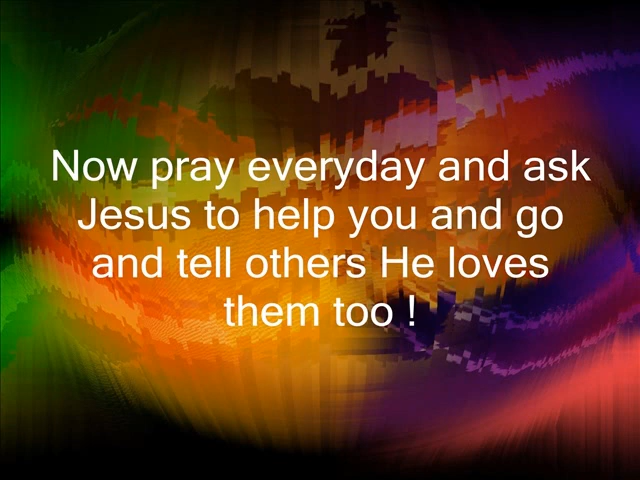 Now pray everyday and ask
Jesus to help you and go
and tell others He loves
them too !